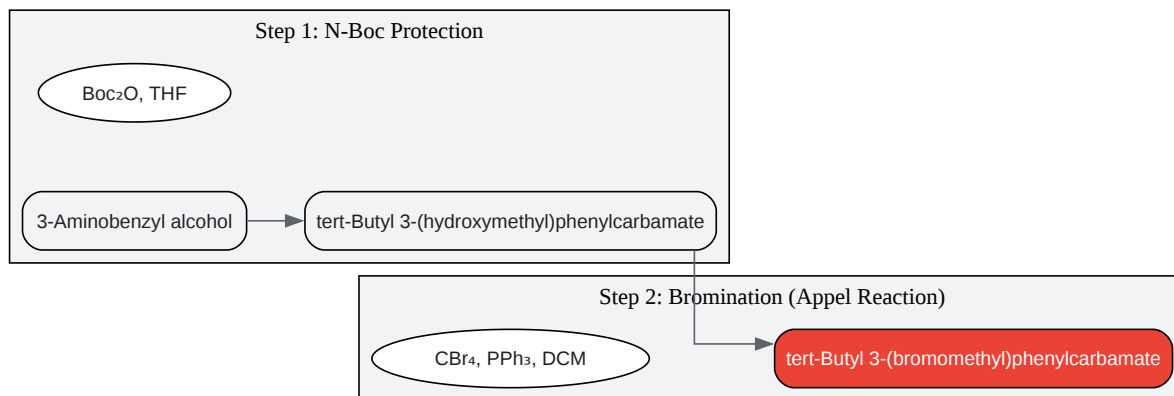 Step 1: N-Boc Protection
Boc₂O, THF
3-Aminobenzyl alcohol
tert-Butyl 3-(hydroxymethyl)phenylcarbamate
Step 2: Bromination (Appel Reaction)
CBr₄, PPh₃, DCM
tert-Butyl 3-(bromomethyl)phenylcarbamate